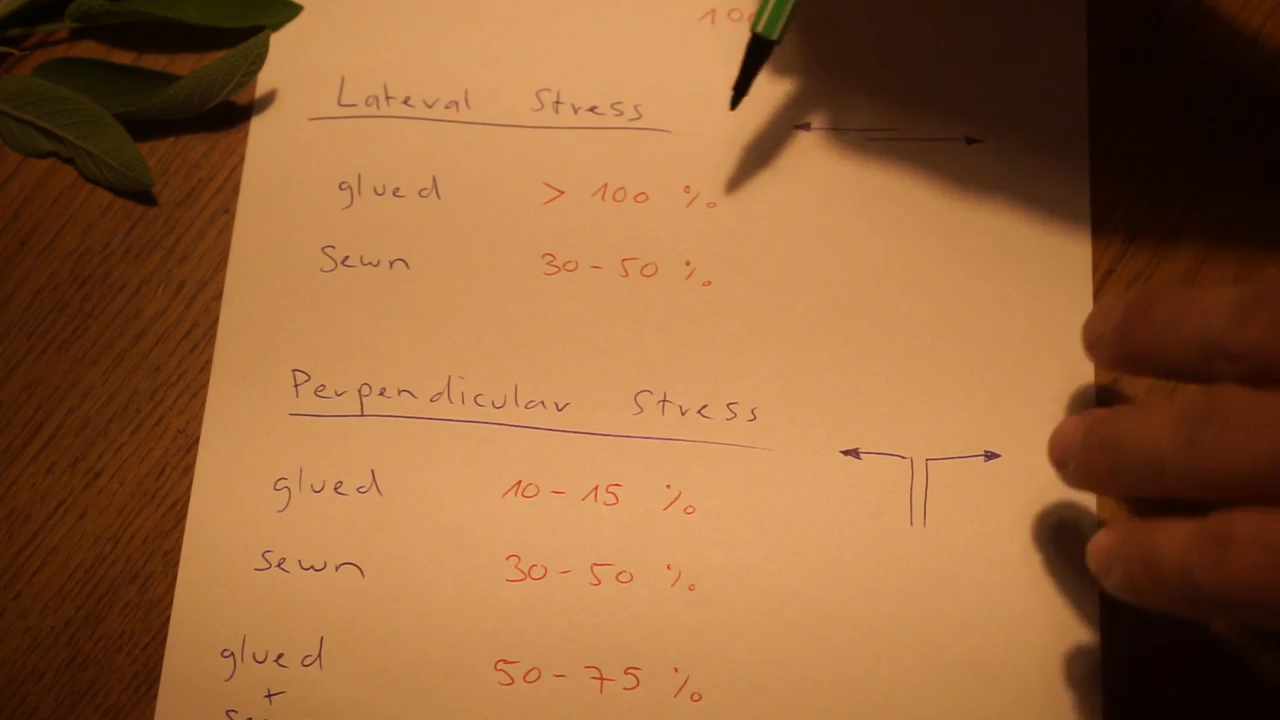 Lateral Stress
glued > 100 %
Sewn 30-50 %
Perpendicular Stress
glued 10-15 %
sewn 30-50 %
glued 50-75 %
+